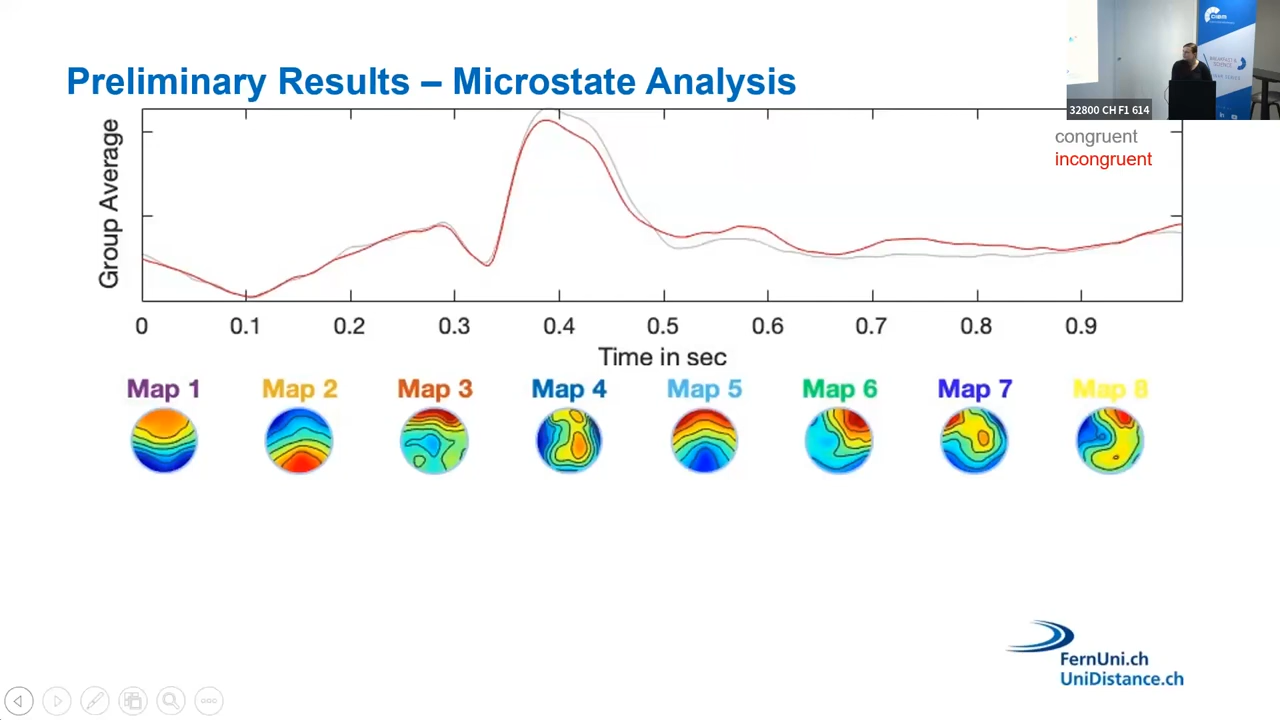 Preliminary Results – Microstate Analysis
32800 CH F1 614
congruent
incongruent
Group Average
0 0.1 0.2 0.3 0.4 0.5 0.6 0.7 0.8 0.9
Time in sec
Map 1 Map 2 Map 3 Map 4 Map 5 Map 6 Map 7 Map 8
FernUni.ch
UniDistance.ch